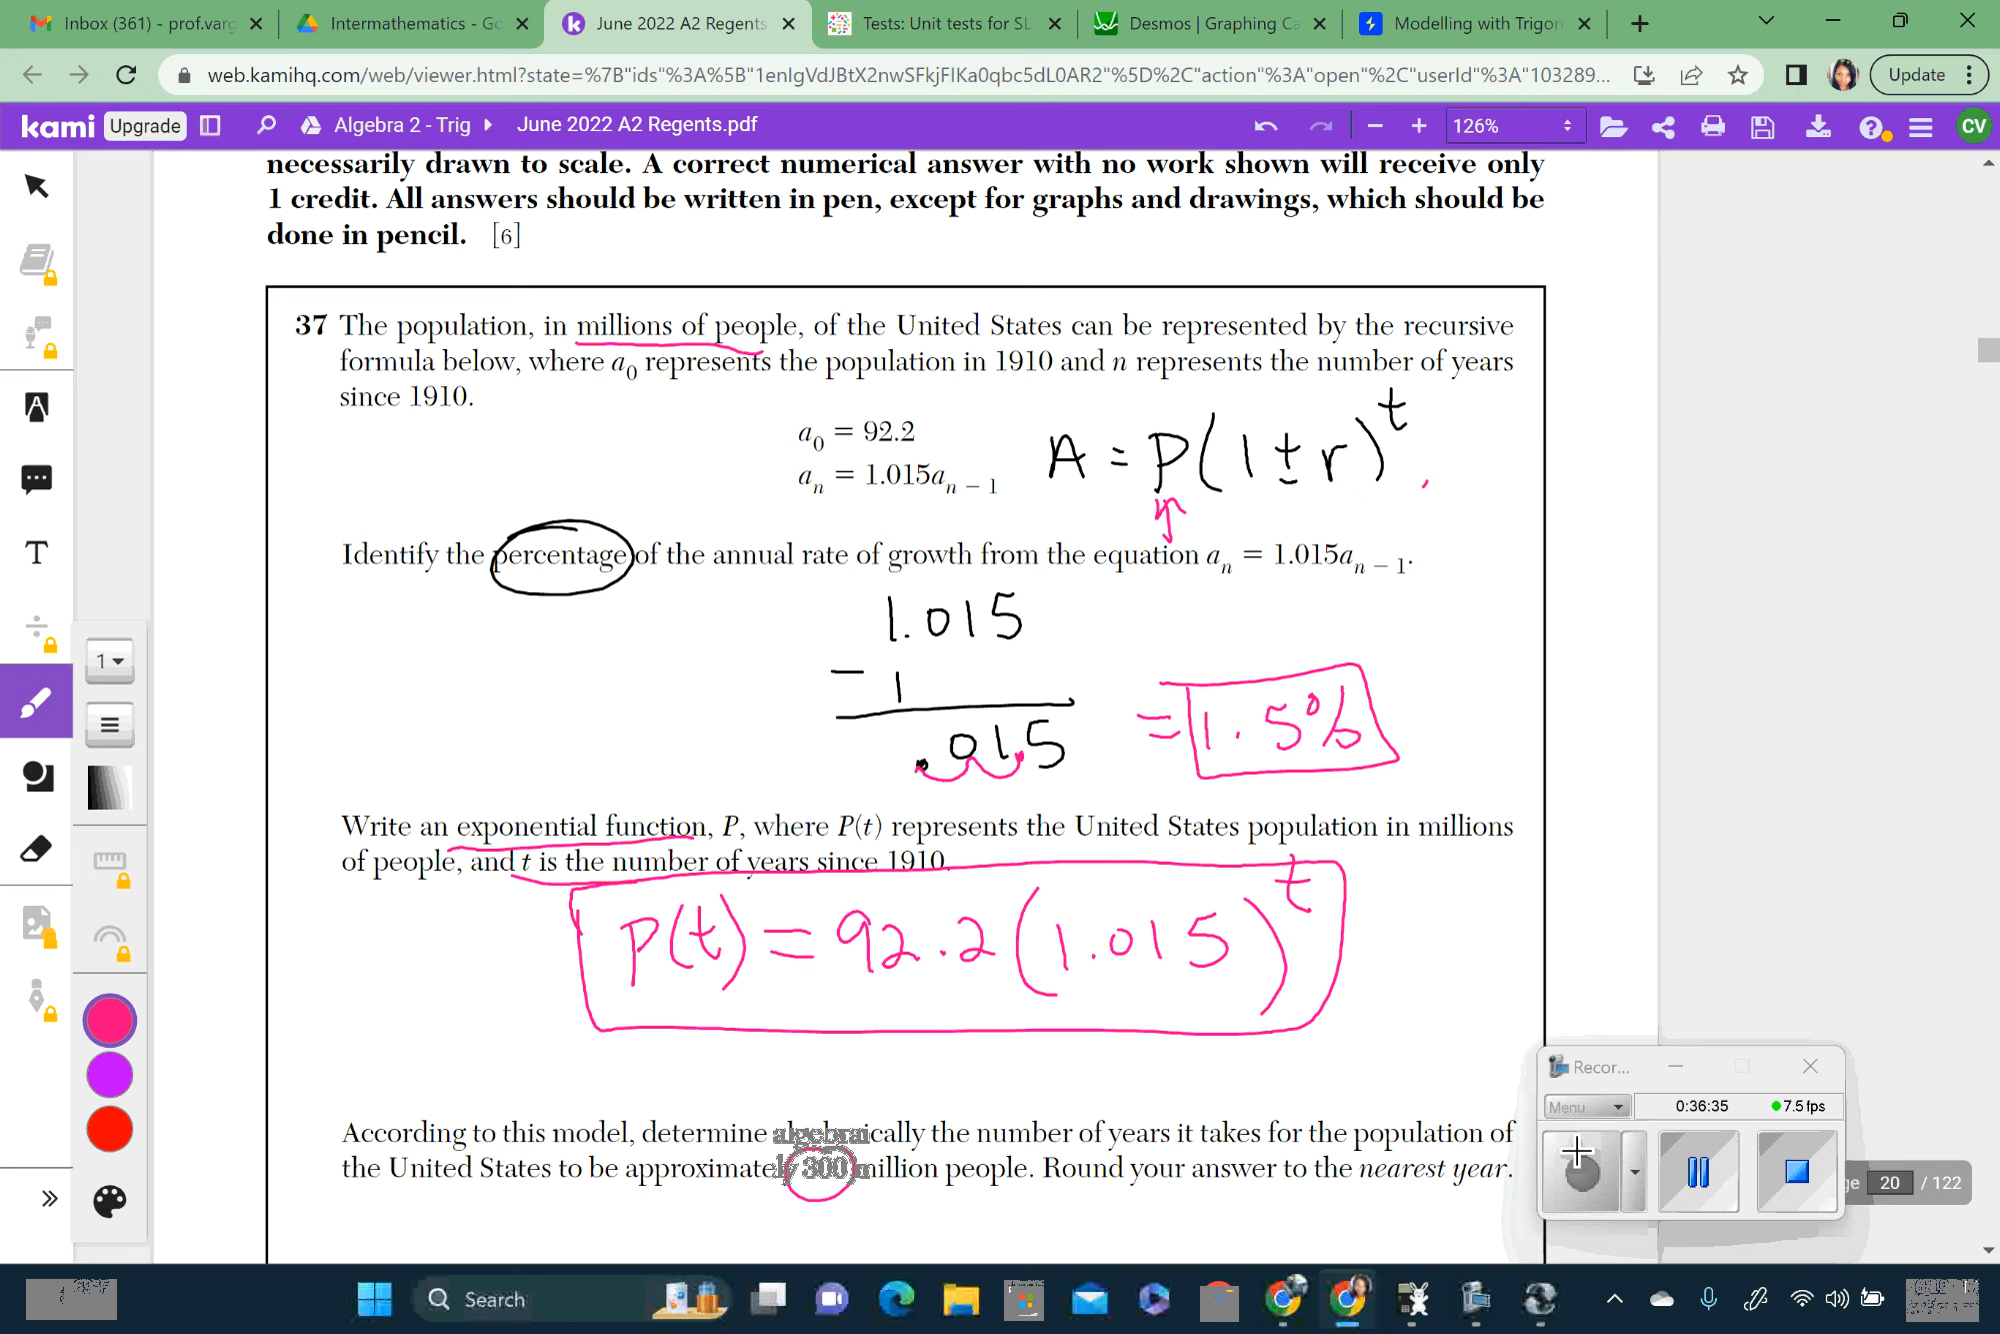 Inbox (361) - prof.varg
Intermathematics - Go
June 2022 A2 Regents
Tests: Unit tests for SL
Desmos | Graphing Ca
Modelling with Trigon
web.kamihq.com/web/viewer.html?state=%7B"ids"%3A%5B"1enIgVdJBtX2nwSFkjFIKa0qbc5dL0AR2"%5D%2C"action"%3A"open"%2C"userId"%3A"103289...
Update
kami Upgrade
Algebra 2 - Trig
June 2022 A2 Regents.pdf
126%
CV
necessarily drawn to scale. A correct numerical answer with no work shown will receive only
1 credit. All answers should be written in pen, except for graphs and drawings, which should be
done in pencil. [6]
37 The population, in millions of people, of the United States can be represented by the recursive
formula below, where a₀ represents the population in 1910 and n represents the number of years
since 1910.
a₀ = 92.2
aₙ = 1.015aₙ₋₁
A = P(1 ± r)^t
Identify the percentage of the annual rate of growth from the equation aₙ = 1.015aₙ₋₁.
1.015
- 1
.015 = 1.5%
Write an exponential function, P, where P(t) represents the United States population in millions
of people, and t is the number of years since 1910.
P(t) = 92.2(1.015)^t
According to this model, determine algebraically the number of years it takes for the population of
the United States to be approximately 300 million people. Round your answer to the nearest year.
1
T
Recor...
Menu
0:36:35
7.5 fps
ge 20 / 122
Search